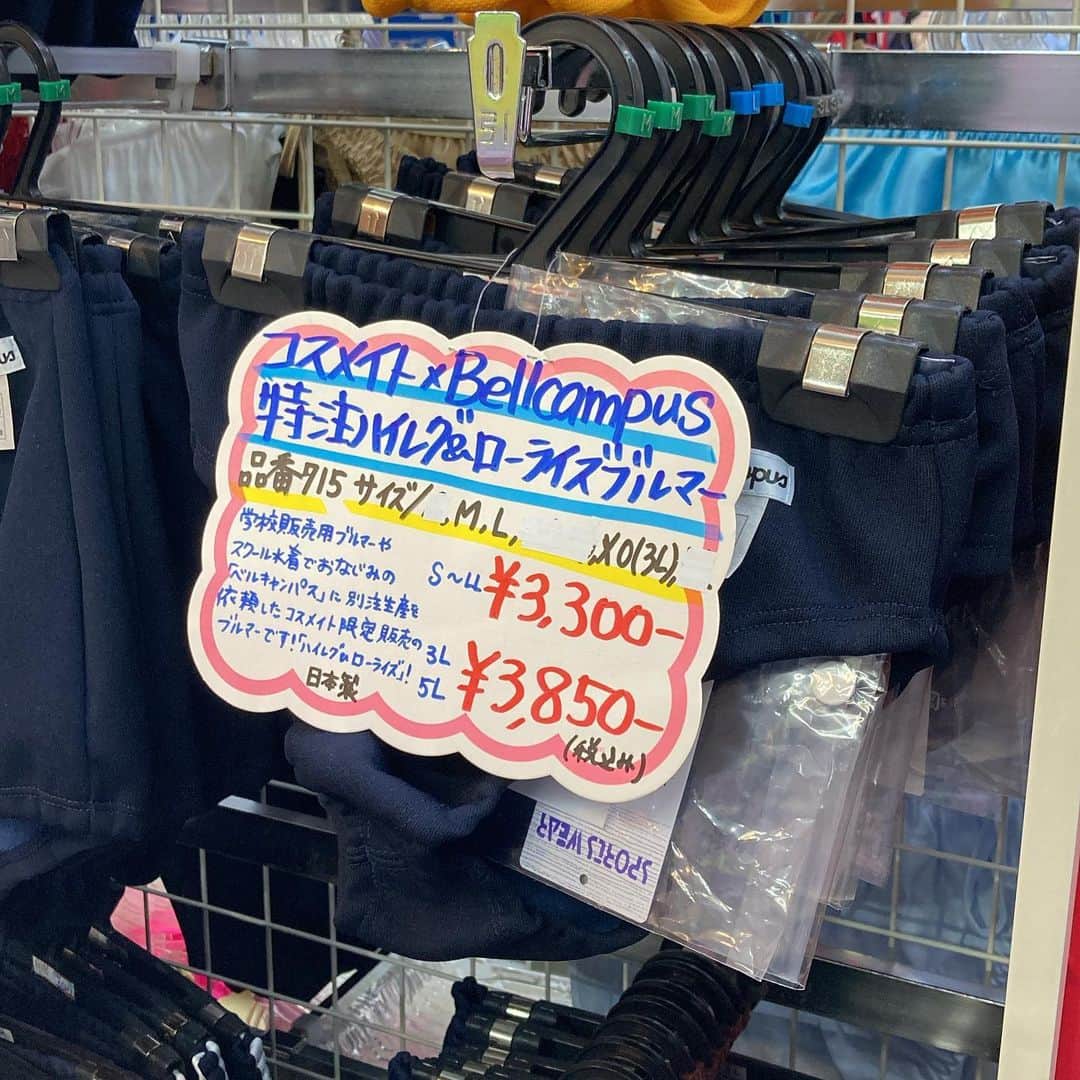 コスメイト×Bellcampus
特注ハイレグ&ローライズブルマー
品番715 サイズ/ ,M,L, ,XO(3L),
学校販売用ブルマーや
スクール水着でおなじみの
「ベルキャンパス」に別注生産を
依頼したコスメイト限定販売の
ブルマーです!「ハイレグ&ローライズ」!
日本製
S~LL ¥3,300-
3L
5L ¥3,850-
(税込み)
SPORTS WEAR
M